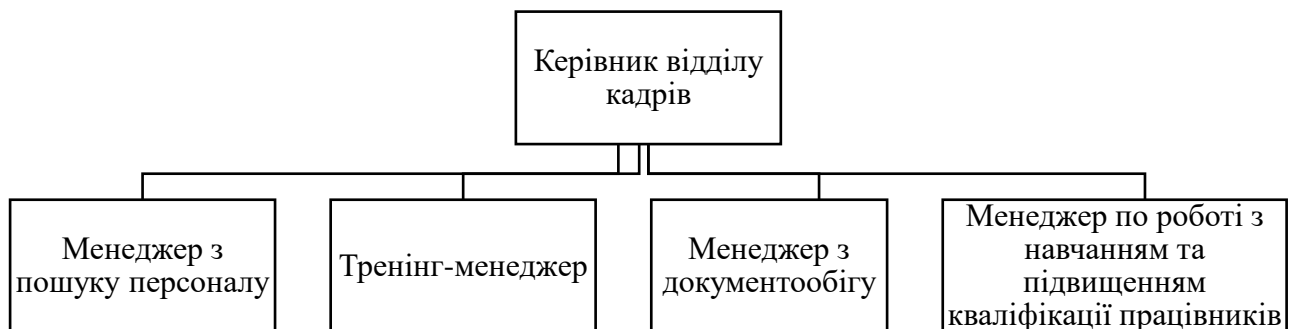 Керівник відділу
кадрів
Менеджер з
пошуку персоналу
Тренінг-менеджер
Менеджер з
документообігу
Менеджер по роботі з
навчанням та
підвищенням
кваліфікації працівників